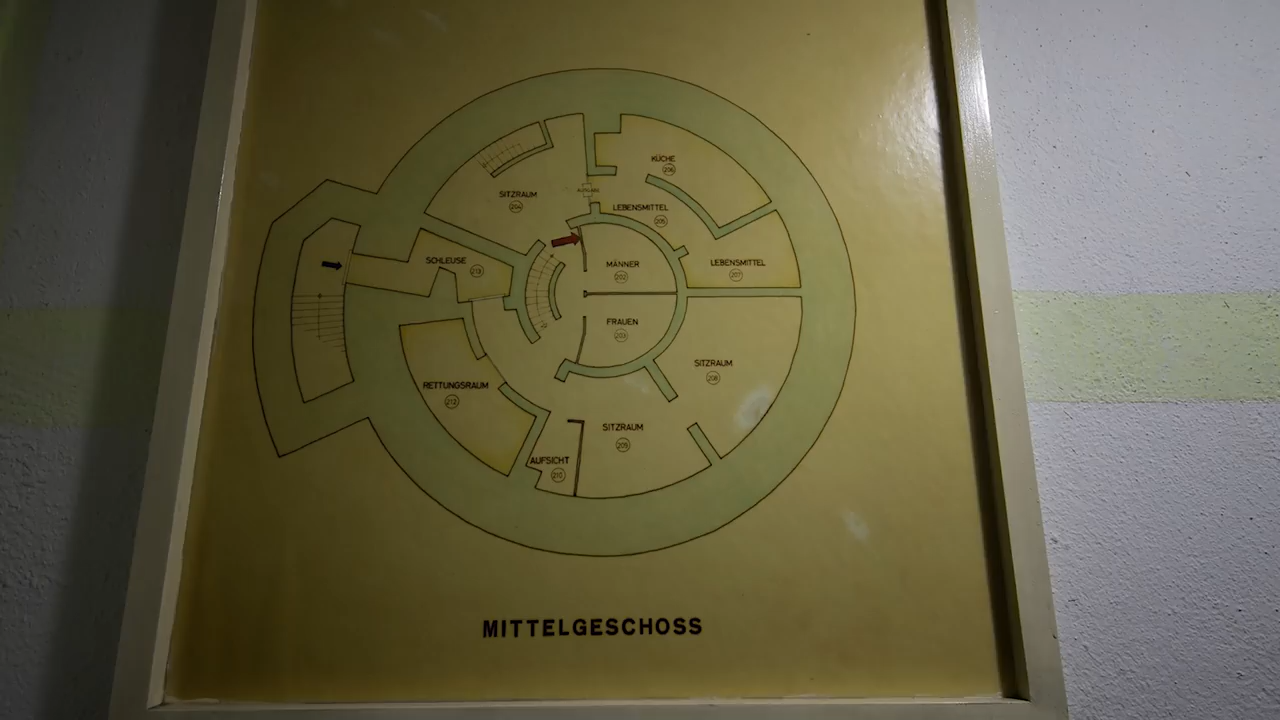 KÜCHE
206
SITZRAUM
204
LEBENSMITTEL
205
SCHLEUSE
213
MÄNNER
202
LEBENSMITTEL
207
FRAUEN
203
SITZRAUM
208
RETTUNGSRAUM
212
SITZRAUM
209
AUFSICHT
210
MITTELGESCHOSS